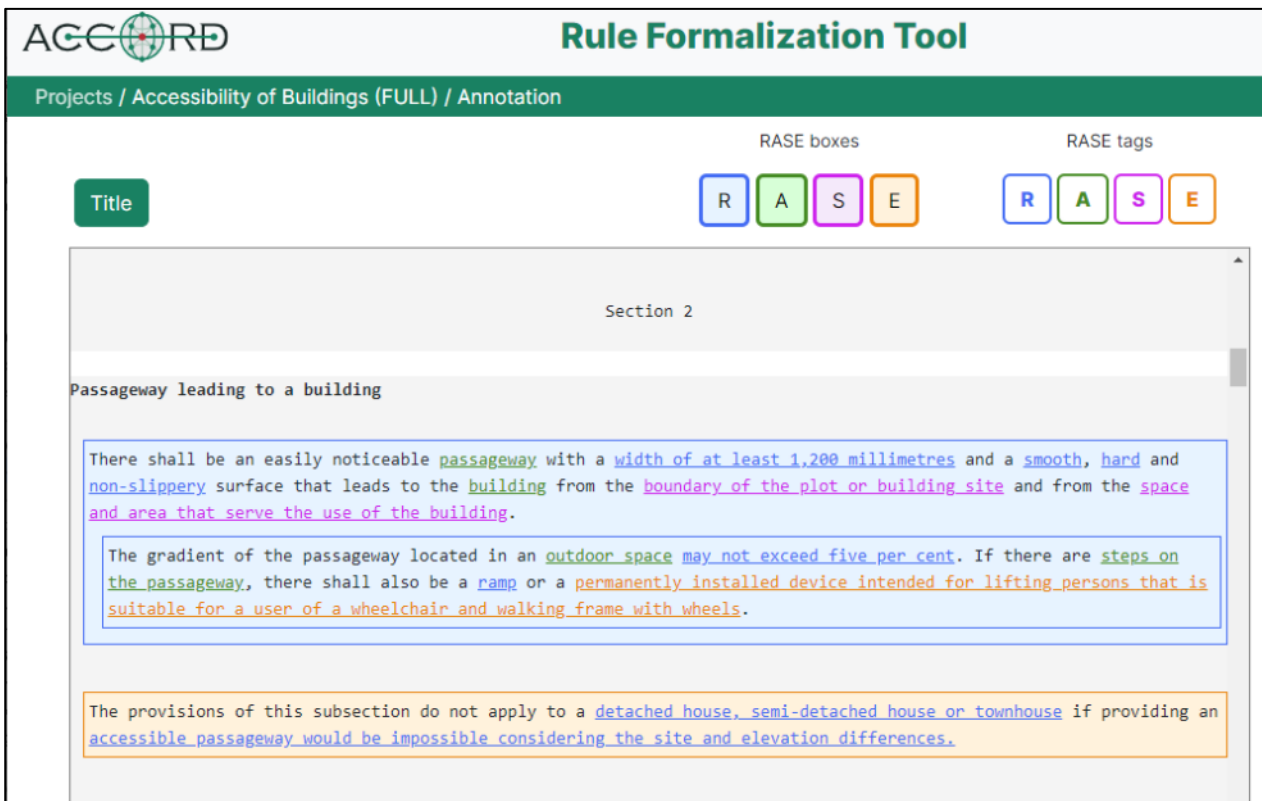 ACCORD
Rule Formalization Tool
Projects / Accessibility of Buildings (FULL) / Annotation
RASE boxes RASE tags
Title R A S E R A S E
Section 2
Passageway leading to a building
There shall be an easily noticeable passageway with a width of at least 1,200 millimetres and a smooth, hard and
non-slippery surface that leads to the building from the boundary of the plot or building site and from the space
and area that serve the use of the building.
The gradient of the passageway located in an outdoor space may not exceed five per cent. If there are steps on
the passageway, there shall also be a ramp or a permanently installed device intended for lifting persons that is
suitable for a user of a wheelchair and walking frame with wheels.
The provisions of this subsection do not apply to a detached house, semi-detached house or townhouse if providing an
accessible passageway would be impossible considering the site and elevation differences.